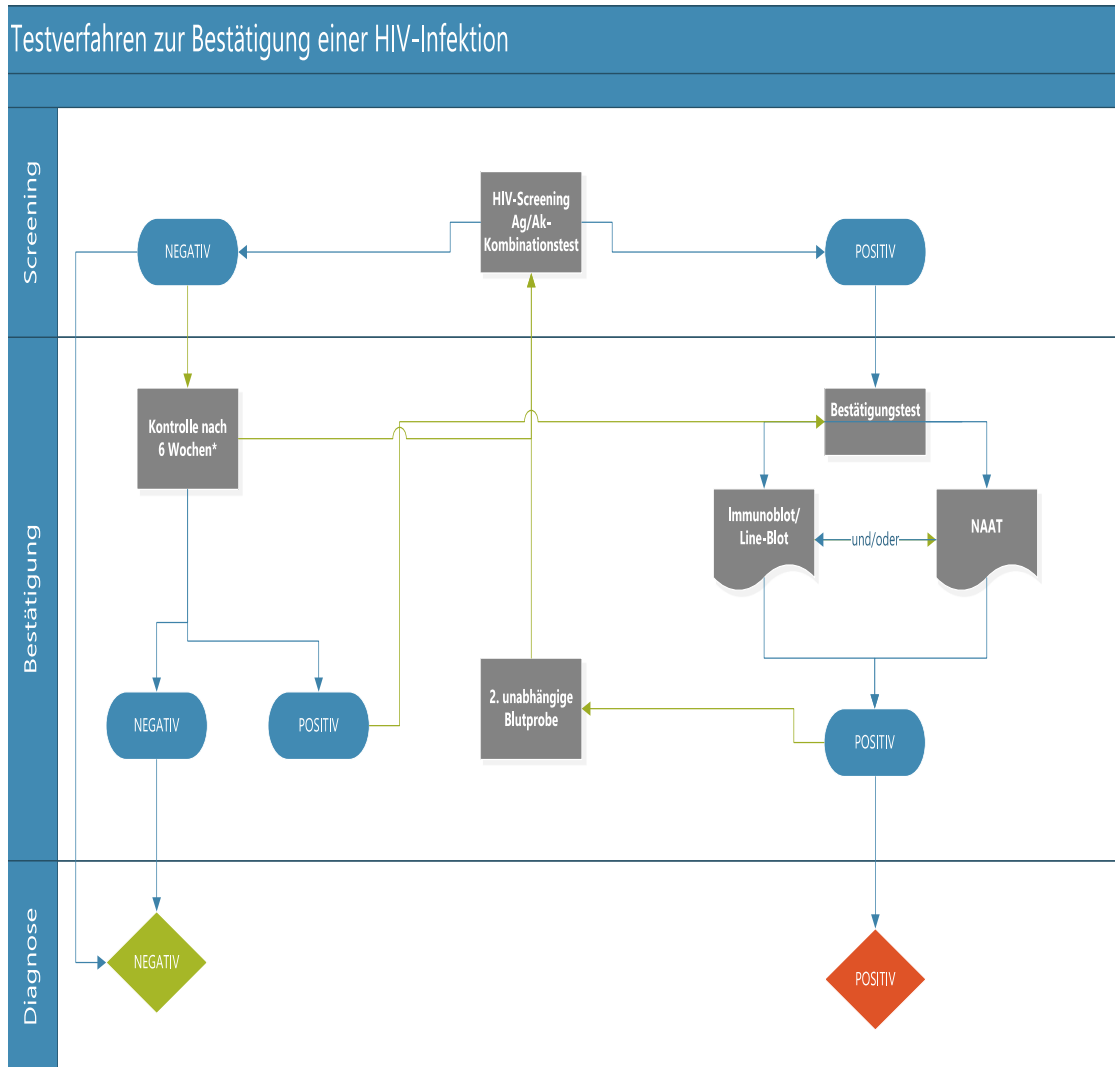 Testverfahren zur Bestätigung einer HIV-Infektion
Screening
HIV-Screening
Ag/Ak-
Kombinationstest
NEGATIV
POSITIV
Bestätigung
Kontrolle nach
6 Wochen*
Bestätigungstest
Immunoblot/
Line-Blot
und/oder
NAAT
NEGATIV
POSITIV
2. unabhängige
Blutprobe
POSITIV
Diagnose
NEGATIV
POSITIV